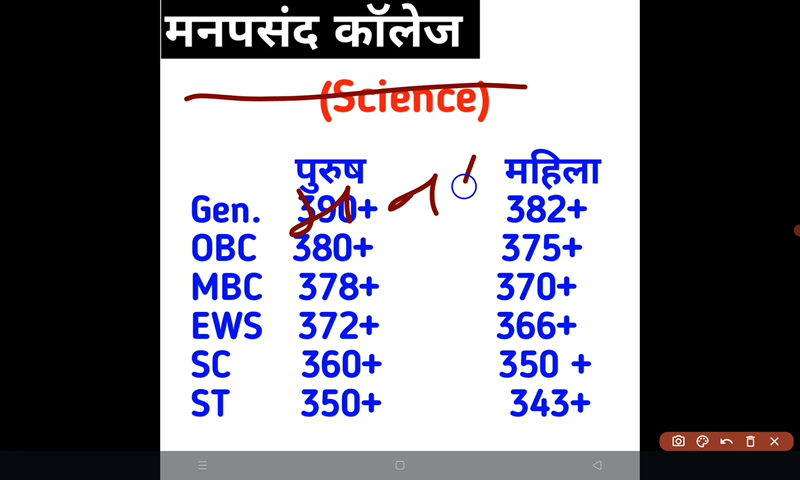 मनपसंद कॉलेज
(Science)
पुरुष महिला
Gen. 390+ 382+
OBC 380+ 375+
MBC 378+ 370+
EWS 372+ 366+
SC 360+ 350 +
ST 350+ 343+